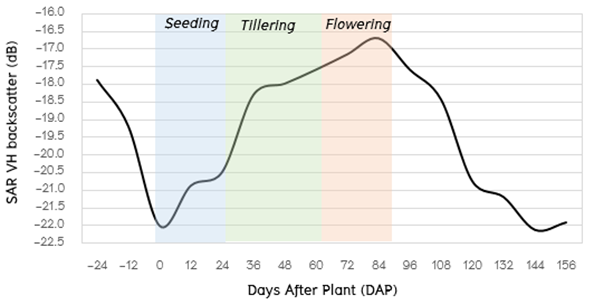 SAR VH backscatter (dB)
−16.0
−16.5
−17.0
−17.5
−18.0
−18.5
−19.0
−19.5
−20.0
−20.5
−21.0
−21.5
−22.0
−22.5
Seeding
Tillering
Flowering
−24 −12 0 12 24 36 48 60 72 84 96 108 120 132 144 156
Days After Plant (DAP)